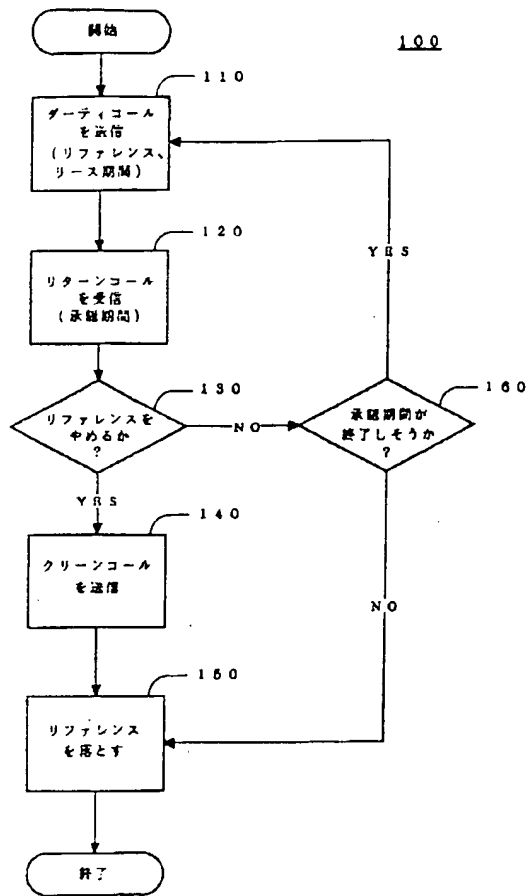 開始
100
110
ダーティコール
を送信
(リファレンス、
リース期間)
120
リターンコール
を受信
(承認期間)
130
リファレンスを
やめるか
?
NO
160
承認期間が
終了しそうか
?
YES
YES
140
クリーンコール
を送信
NO
150
リファレンス
を落とす
終了